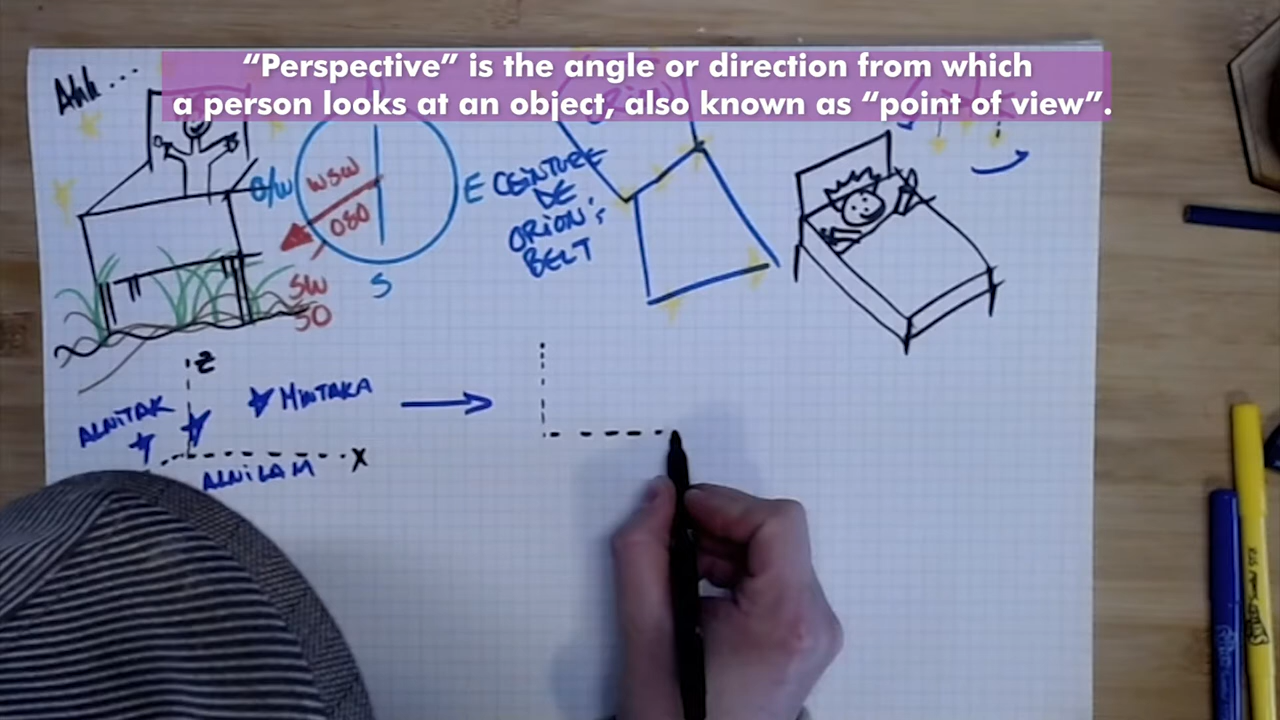 “Perspective” is the angle or direction from which
a person looks at an object, also known as “point of view”.
Ahh...
O/W
WSW
OSO
E
S
SW
SO
CEINTURE
DE
ORION's
BELT
Z
ALNITAK
MINTAKA
X
ALNILAM